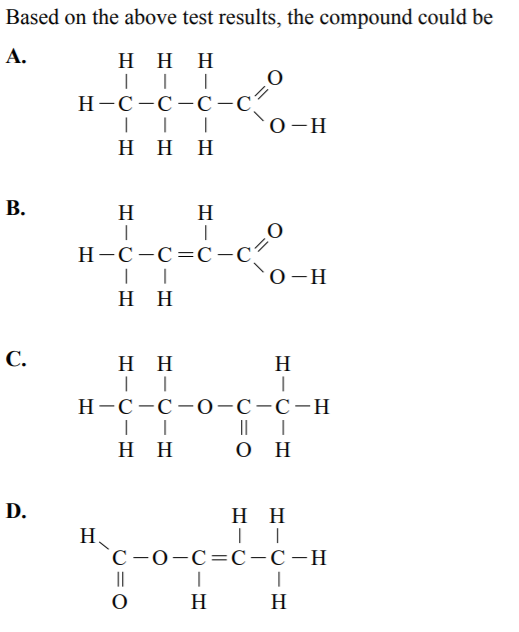 Based on the above test results, the compound could be
A.
H H H
| | |
H-C-C-C-C=O
| | | \O-H
H H H
B.
H H
| |
H-C-C=C-C=O
| | \O-H
H H
C.
H H H
| | |
H-C-C-O-C-C-H
| | || |
H H O H
D.
H H
H | |
\C-O-C=C-C-H
|| | |
O H H